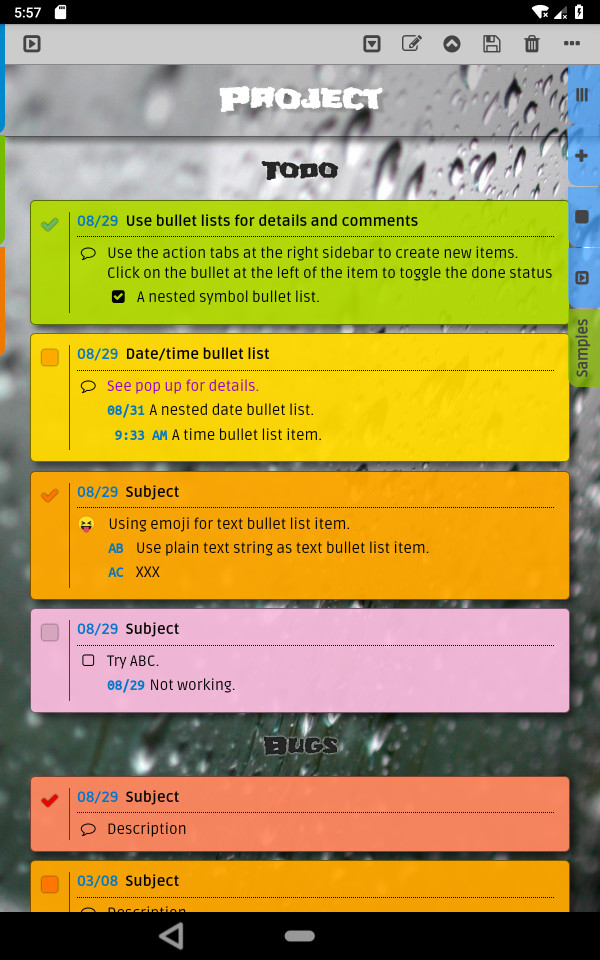 5:57
Project
Todo
08/29 Use bullet lists for details and comments
Use the action tabs at the right sidebar to create new items.
Click on the bullet at the left of the item to toggle the done status
A nested symbol bullet list.
Samples
08/29 Date/time bullet list
See pop up for details.
08/31 A nested date bullet list.
9:33 AM A time bullet list item.
08/29 Subject
Using emoji for text bullet list item.
AB Use plain text string as text bullet list item.
AC XXX
08/29 Subject
Try ABC.
08/29 Not working.
Bugs
08/29 Subject
Description
03/08 Subject
Description